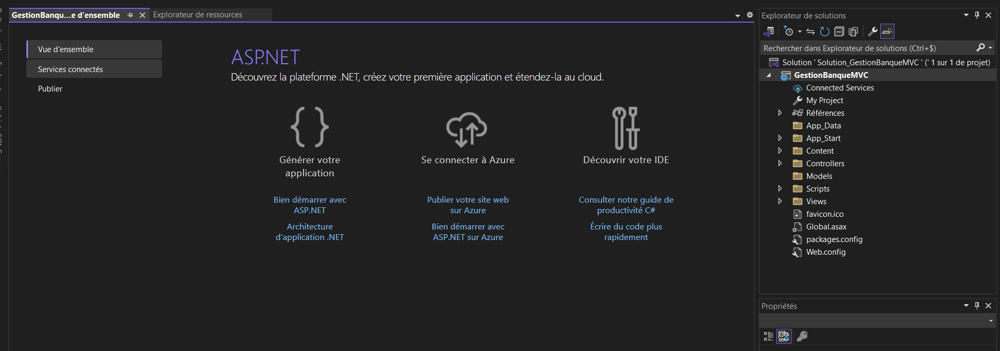 GestionBanqu...e d'ensemble
Explorateur de ressources
Vue d'ensemble
Services connectés
Publier
ASP.NET
Découvrez la plateforme .NET, créez votre première application et étendez-la au cloud.
Générer votre
application
Bien démarrer avec
ASP.NET
Architecture
d'application .NET
Se connecter à Azure
Publier votre site web
sur Azure
Bien démarrer avec
ASP.NET sur Azure
Découvrir votre IDE
Consulter notre guide de
productivité C#
Écrire du code plus
rapidement
Explorateur de solutions
Rechercher dans Explorateur de solutions (Ctrl+$)
Solution ' Solution_GestionBanqueMVC ' (' 1 sur 1 de projet)
GestionBanqueMVC
Connected Services
My Project
Références
App_Data
App_Start
Content
Controllers
Models
Scripts
Views
favicon.ico
Global.asax
packages.config
Web.config
Propriétés